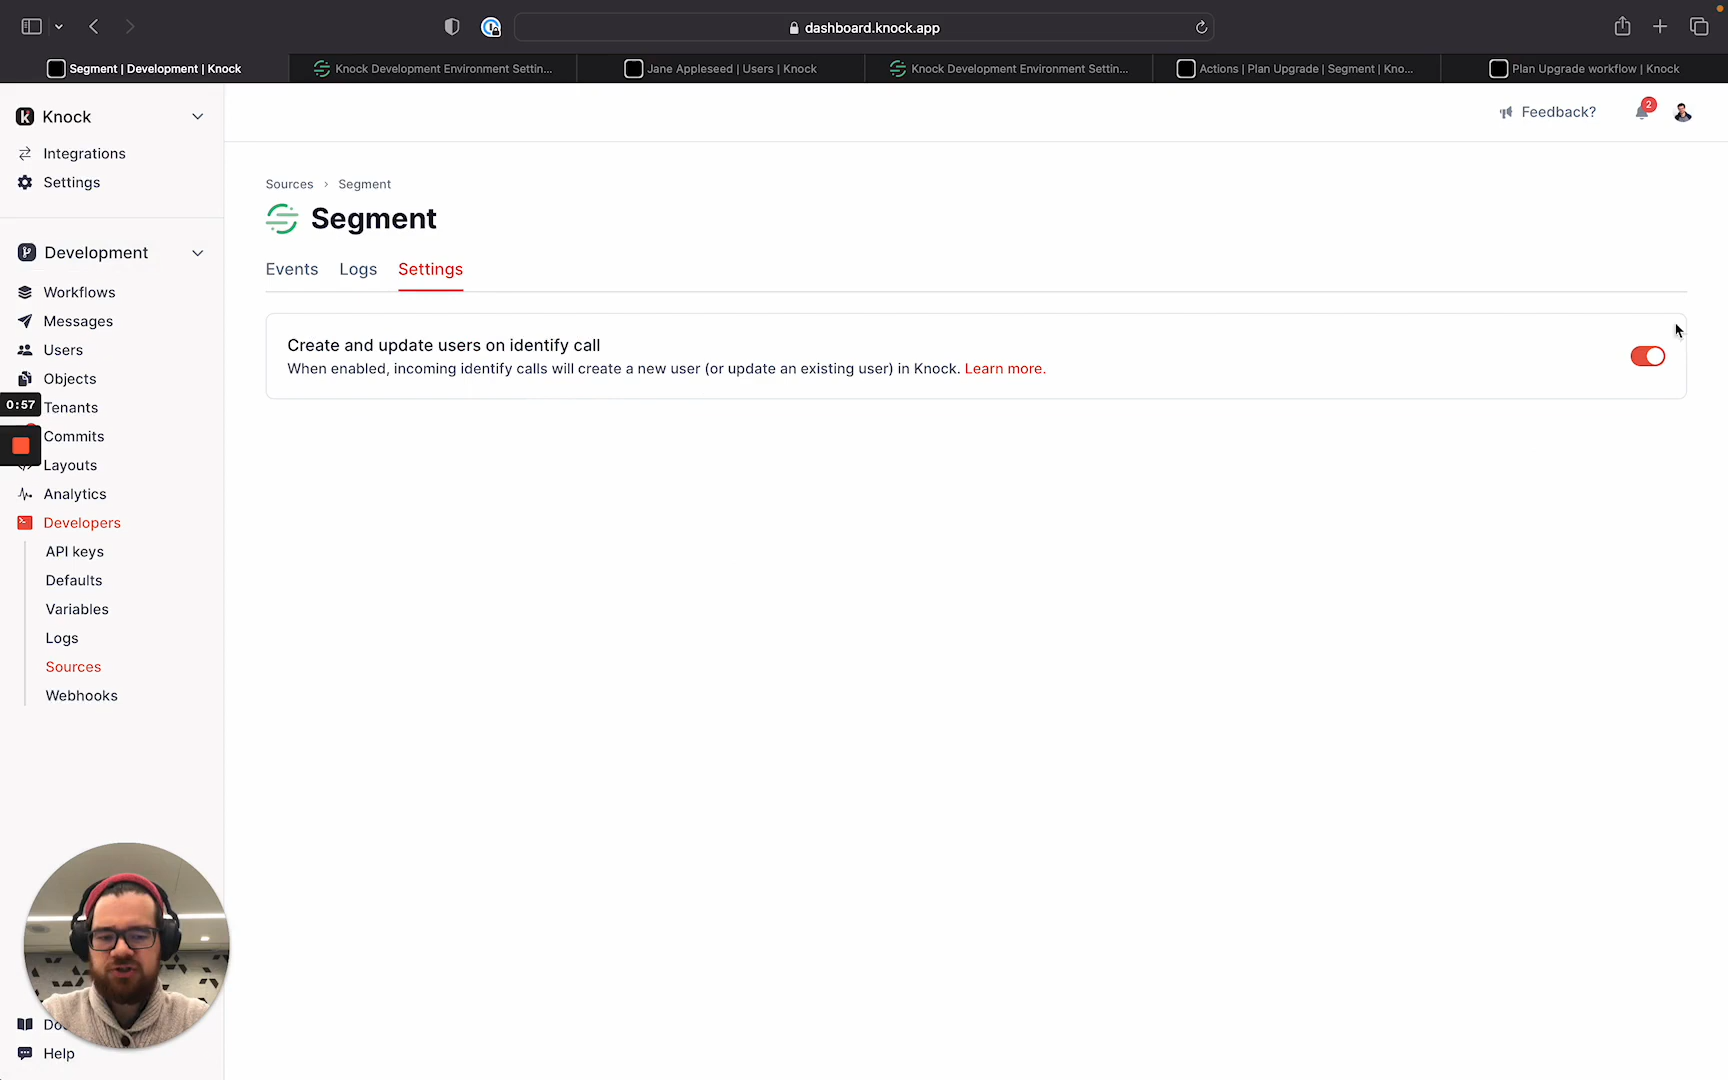 dashboard.knock.app
Segment | Development | Knock
Knock Development Environment Settin...
Jane Appleseed | Users | Knock
Knock Development Environment Settin...
Actions | Plan Upgrade | Segment | Kno...
Plan Upgrade workflow | Knock
Knock
Feedback?
2
Integrations
Settings
Sources › Segment
Segment
Development
Events
Logs
Settings
Workflows
Messages
Users
Objects
0:57
Tenants
Commits
Layouts
Analytics
Developers
API keys
Defaults
Variables
Logs
Sources
Webhooks
Create and update users on identify call
When enabled, incoming identify calls will create a new user (or update an existing user) in Knock. Learn more.
Help